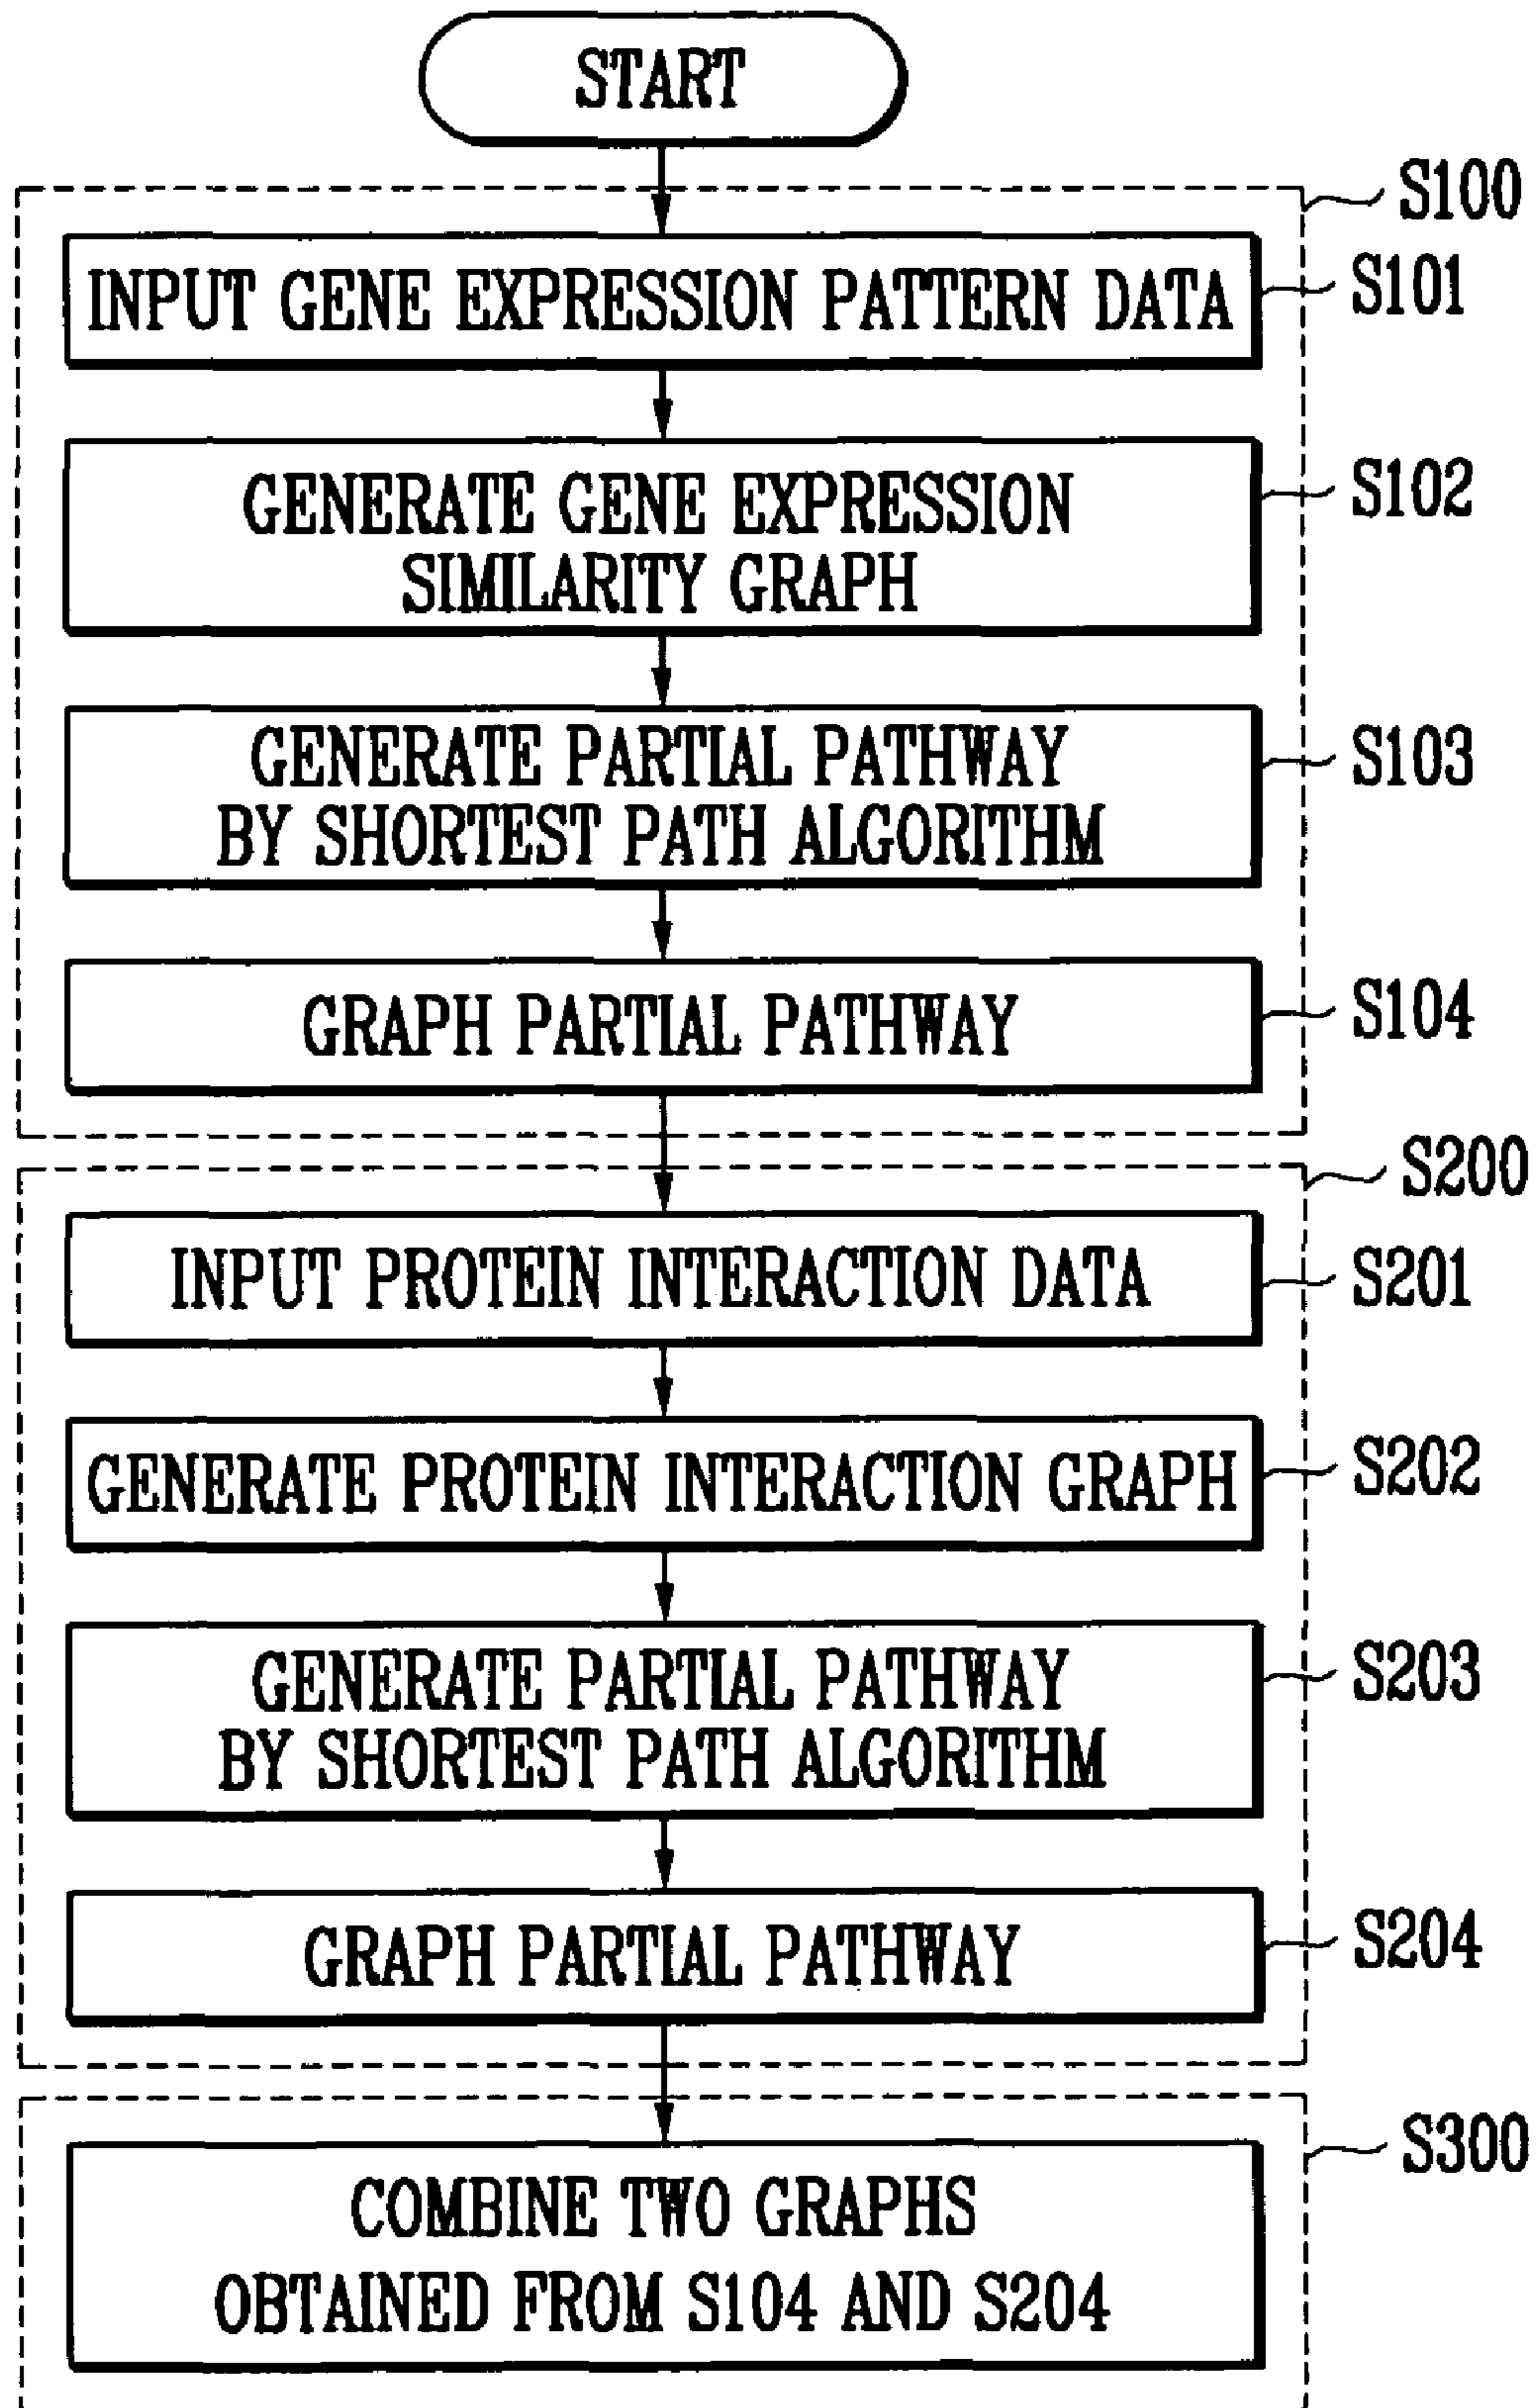 START
S100
INPUT GENE EXPRESSION PATTERN DATA
S101
GENERATE GENE EXPRESSION
SIMILARITY GRAPH
S102
GENERATE PARTIAL PATHWAY
BY SHORTEST PATH ALGORITHM
S103
GRAPH PARTIAL PATHWAY
S104
S200
INPUT PROTEIN INTERACTION DATA
S201
GENERATE PROTEIN INTERACTION GRAPH
S202
GENERATE PARTIAL PATHWAY
BY SHORTEST PATH ALGORITHM
S203
GRAPH PARTIAL PATHWAY
S204
S300
COMBINE TWO GRAPHS
OBTAINED FROM S104 AND S204